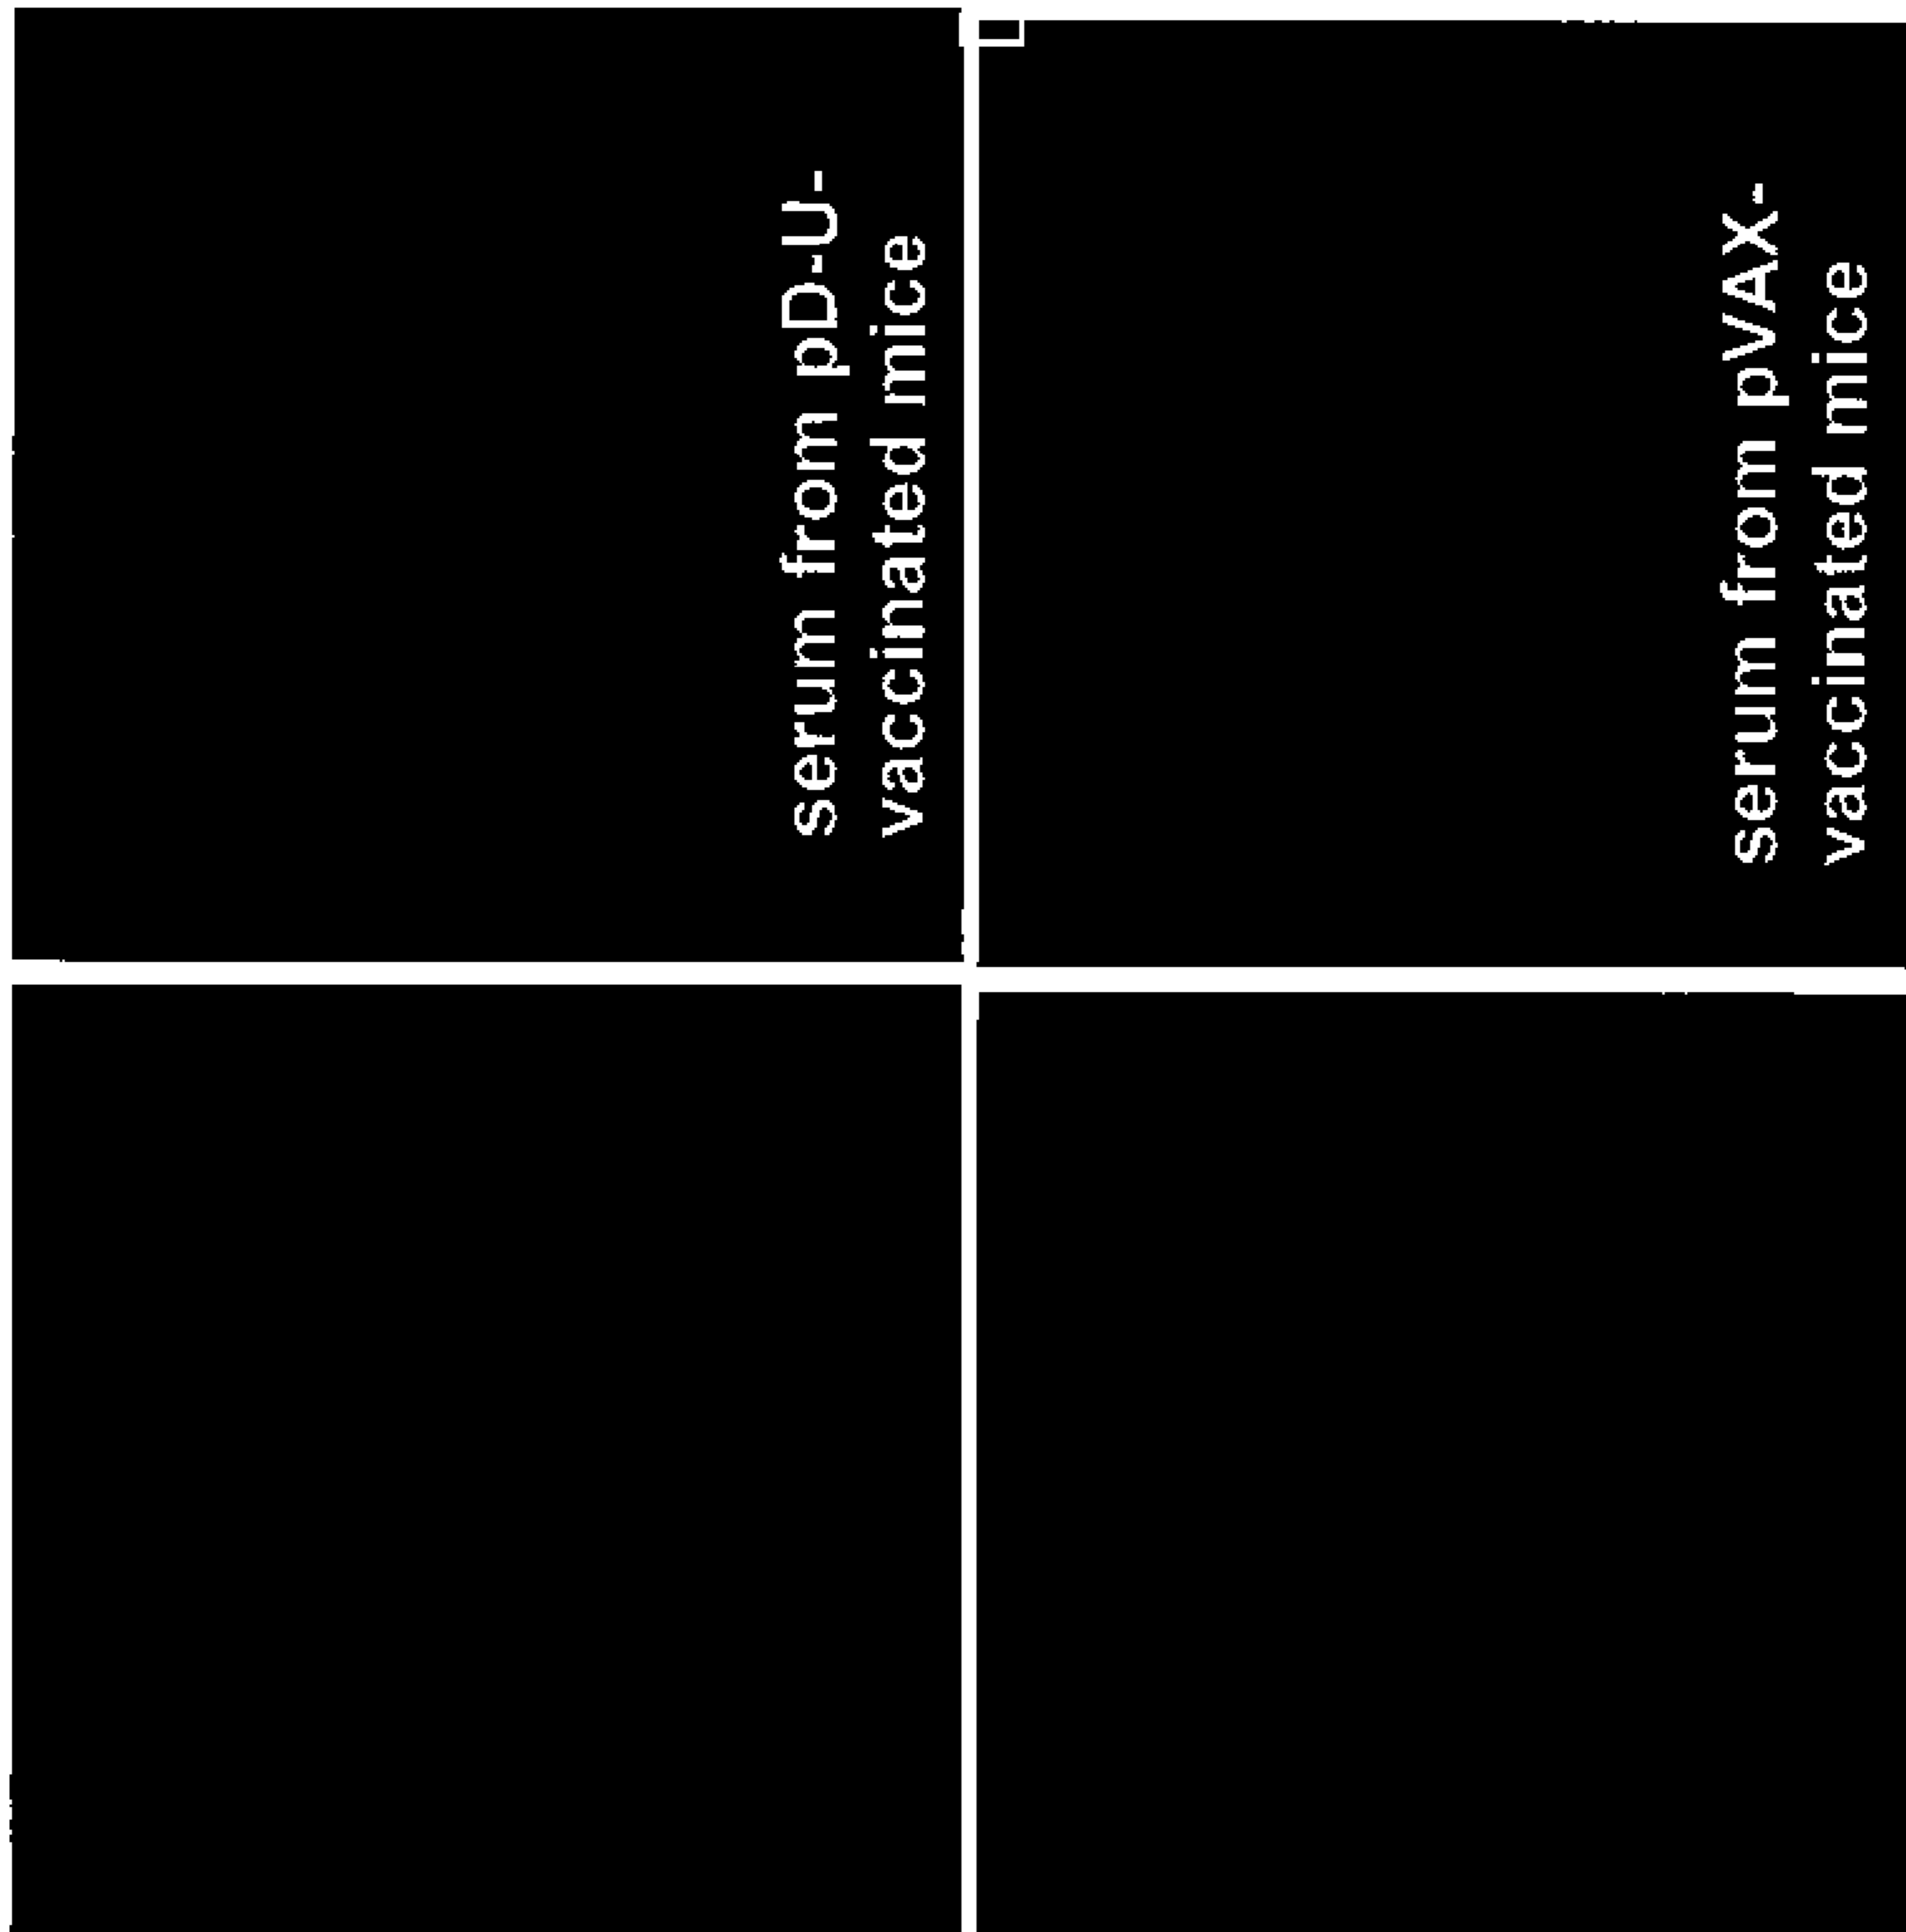 serum from pD-U-
vaccinated mice
serum from pVAX-
vaccinated mice